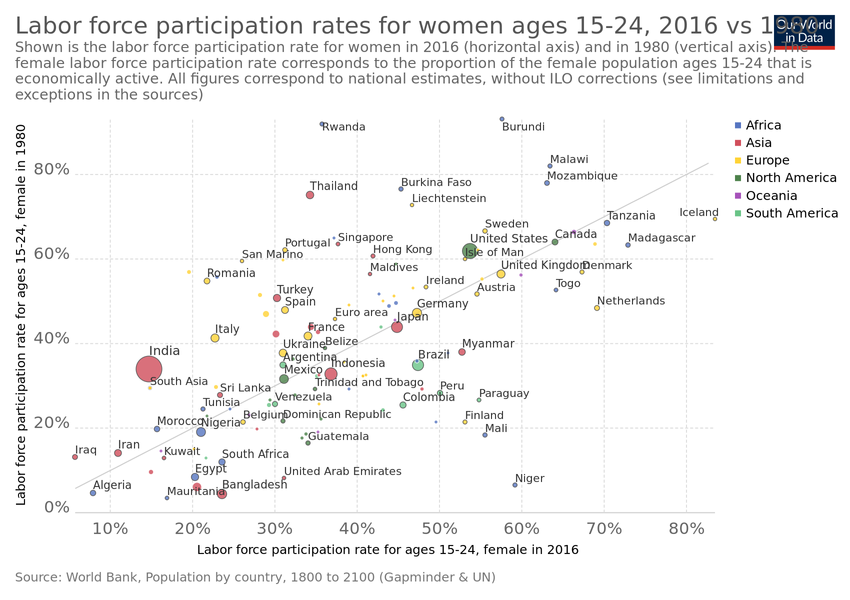 Labor force participation rates for women ages 15-24, 2016 vs 1980
Our World
in Data
Shown is the labor force participation rate for women in 2016 (horizontal axis) and in 1980 (vertical axis). The
female labor force participation rate corresponds to the proportion of the female population ages 15-24 that is
economically active. All figures correspond to national estimates, without ILO corrections (see limitations and
exceptions in the sources)
Labor force participation rate for ages 15-24, female in 1980
80%
60%
40%
20%
0%
Rwanda
Burundi
Malawi
Mozambique
Thailand
Burkina Faso
Liechtenstein
Iceland
Tanzania
Sweden
Canada
Madagascar
United States
Isle of Man
Singapore
Portugal
Hong Kong
San Marino
Maldives
United Kingdom
Denmark
Romania
Ireland
Austria
Togo
Turkey
Spain
Euro area
Germany
Netherlands
Japan
Italy
France
Ukraine
Belize
Argentina
India
Indonesia
Brazil
Myanmar
Mexico
South Asia
Sri Lanka
Trinidad and Tobago
Peru
Paraguay
Venezuela
Colombia
Tunisia
Belgium
Dominican Republic
Finland
Morocco
Nigeria
Guatemala
Mali
Iraq
Iran
Kuwait
South Africa
Egypt
United Arab Emirates
Algeria
Mauritania
Bangladesh
Niger
10%
20%
30%
40%
50%
60%
70%
80%
Labor force participation rate for ages 15-24, female in 2016
Africa
Asia
Europe
North America
Oceania
South America
Source: World Bank, Population by country, 1800 to 2100 (Gapminder & UN)